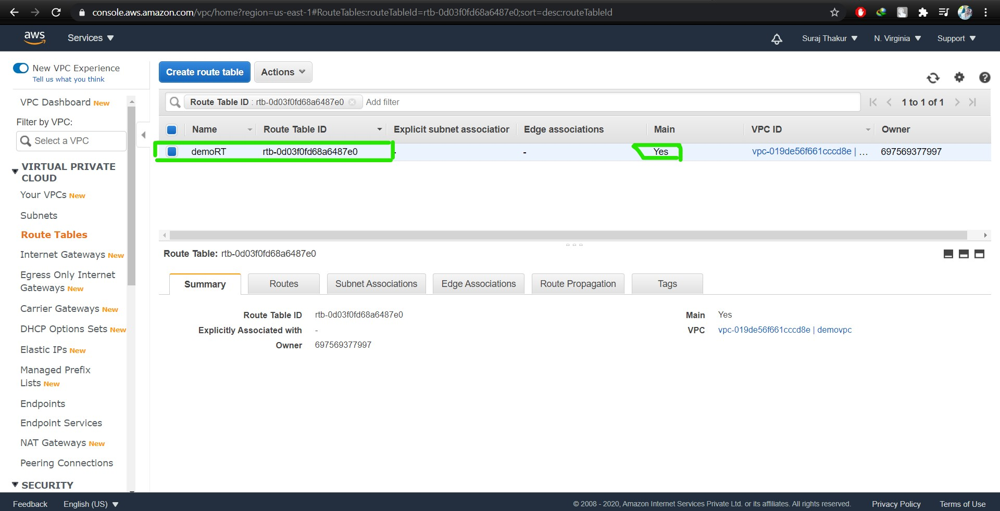 console.aws.amazon.com/vpc/home?region=us-east-1#RouteTables:routeTableId=rtb-0d03f0fd68a6487e0;sort=desc:routeTableId
aws Services Suraj Thakur N. Virginia Support
New VPC Experience
Tell us what you think
Create route table Actions
VPC Dashboard New
Route Table ID : rtb-0d03f0fd68a6487e0 Add filter 1 to 1 of 1
Filter by VPC:
Select a VPC
Name Route Table ID Explicit subnet association Edge associations Main VPC ID Owner
demoRT rtb-0d03f0fd68a6487e0 - - Yes vpc-019de56f661cccd8e | ... 697569377997
VIRTUAL PRIVATE
CLOUD
Your VPCs New
Subnets
Route Tables
Internet Gateways New
Egress Only Internet
Gateways New
Carrier Gateways New
DHCP Options Sets New
Elastic IPs New
Managed Prefix
Lists New
Endpoints
Endpoint Services
NAT Gateways New
Peering Connections
SECURITY
Route Table: rtb-0d03f0fd68a6487e0
Summary Routes Subnet Associations Edge Associations Route Propagation Tags
Route Table ID rtb-0d03f0fd68a6487e0 Main Yes
Explicitly Associated with - VPC vpc-019de56f661cccd8e | demovpc
Owner 697569377997
Feedback English (US) © 2008 - 2020, Amazon Internet Services Private Ltd. or its affiliates. All rights reserved. Privacy Policy Terms of Use